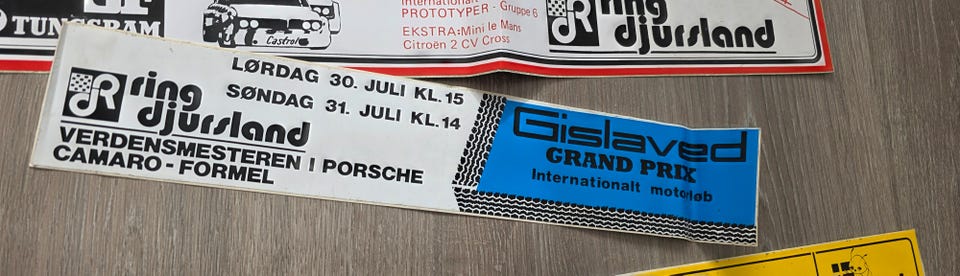 TUNGSRAM
Castrol
Internationalt
PROTOTYPER - Gruppe 6
EKSTRA: Mini le Mans
Citroën 2 CV Cross
ring
djursland
ring
djursland
LØRDAG 30. JULI KL. 15
SØNDAG 31. JULI KL. 14
VERDENSMESTEREN I PORSCHE
CAMARO - FORMEL
Gislaved
GRAND PRIX
Internationalt motorløb